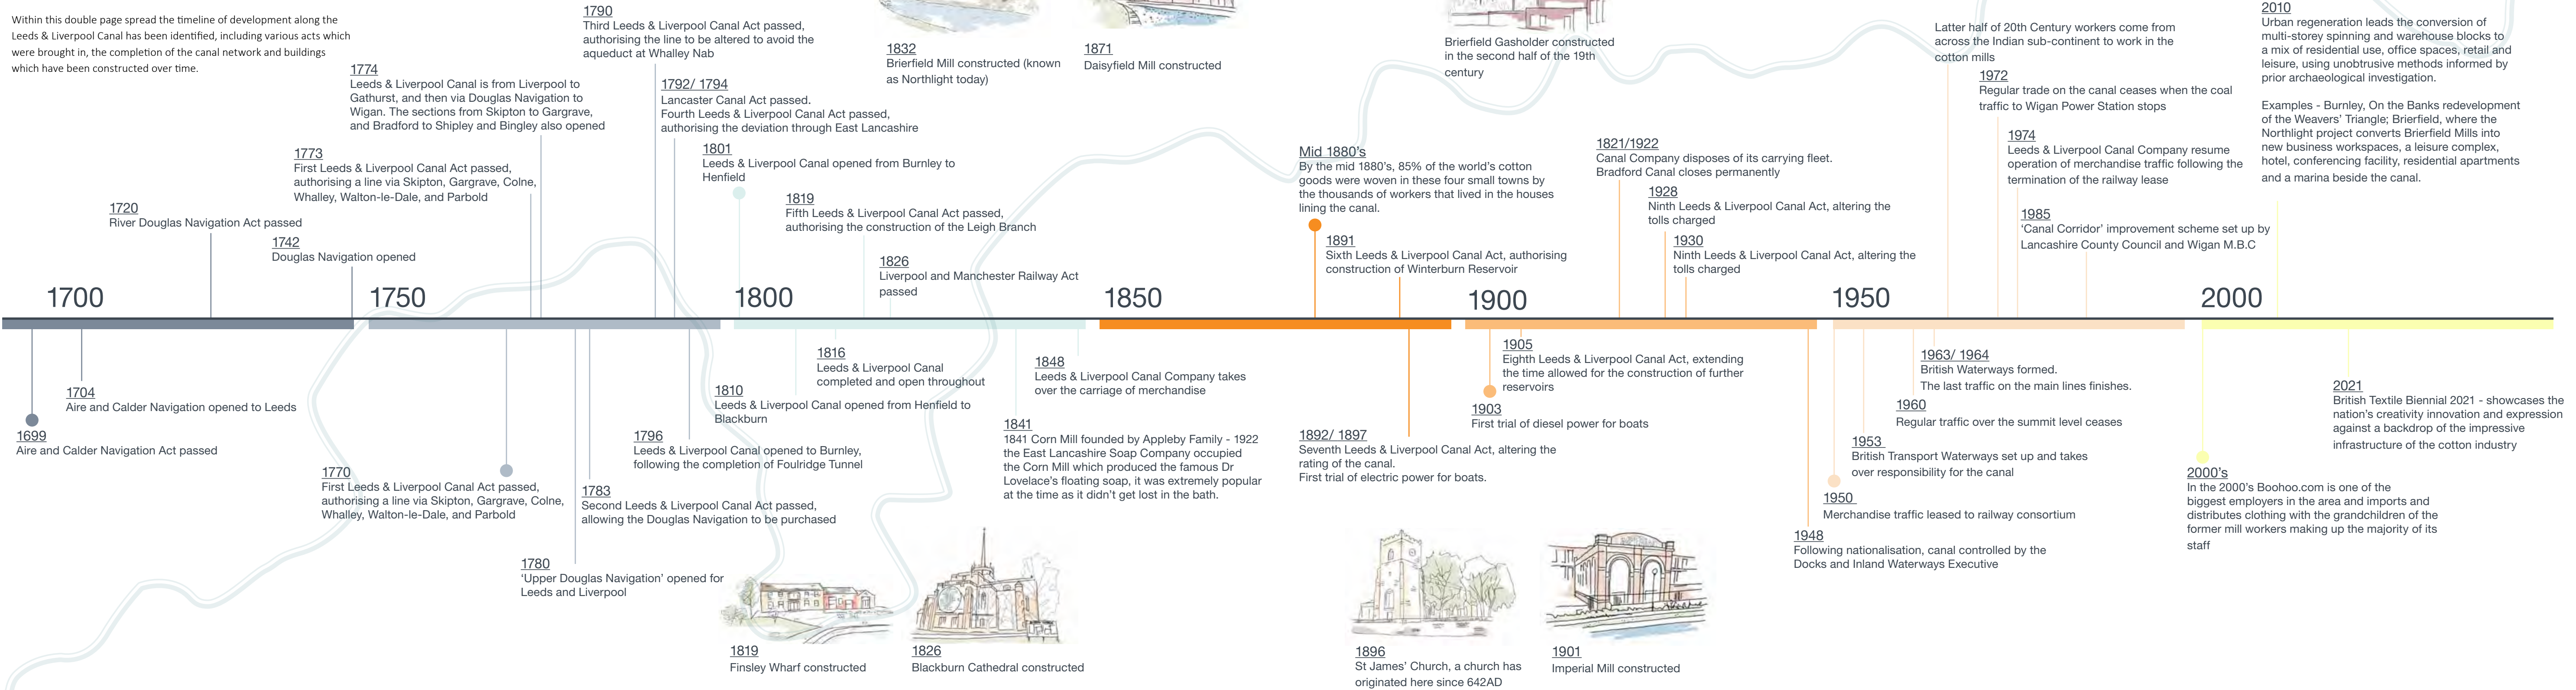 Within this double page spread the timeline of development along the
Leeds & Liverpool Canal has been identified, including various acts which
were brought in, the completion of the canal network and buildings
which have been constructed over time.
1774
Leeds & Liverpool Canal is from Liverpool to
Gathurst, and then via Douglas Navigation to
Wigan. The sections from Skipton to Gargrave,
and Bradford to Shipley and Bingley also opened
1773
First Leeds & Liverpool Canal Act passed,
authorising a line via Skipton, Gargrave, Colne,
Whalley, Walton-le-Dale, and Parbold
1720
River Douglas Navigation Act passed
1742
Douglas Navigation opened
1790
Third Leeds & Liverpool Canal Act passed,
authorising the line to be altered to avoid the
aqueduct at Whalley Nab
1792/ 1794
Lancaster Canal Act passed.
Fourth Leeds & Liverpool Canal Act passed,
authorising the deviation through East Lancashire
1801
Leeds & Liverpool Canal opened from Burnley to
Henfield
1819
Fifth Leeds & Liverpool Canal Act passed,
authorising the construction of the Leigh Branch
1826
Liverpool and Manchester Railway Act
passed
1832
Brierfield Mill constructed (known
as Northlight today)
1871
Daisyfield Mill constructed
Brierfield Gasholder constructed
in the second half of the 19th
century
Mid 1880's
By the mid 1880's, 85% of the world's cotton
goods were woven in these four small towns by
the thousands of workers that lived in the houses
lining the canal.
1891
Sixth Leeds & Liverpool Canal Act, authorising
construction of Winterburn Reservoir
1821/1922
Canal Company disposes of its carrying fleet.
Bradford Canal closes permanently
1928
Ninth Leeds & Liverpool Canal Act, altering the
tolls charged
1930
Ninth Leeds & Liverpool Canal Act, altering the
tolls charged
Latter half of 20th Century workers come from
across the Indian sub-continent to work in the
cotton mills
1972
Regular trade on the canal ceases when the coal
traffic to Wigan Power Station stops
1974
Leeds & Liverpool Canal Company resume
operation of merchandise traffic following the
termination of the railway lease
1985
'Canal Corridor' improvement scheme set up by
Lancashire County Council and Wigan M.B.C
2010
Urban regeneration leads the conversion of
multi-storey spinning and warehouse blocks to
a mix of residential use, office spaces, retail and
leisure, using unobtrusive methods informed by
prior archaeological investigation.
Examples - Burnley, On the Banks redevelopment
of the Weavers' Triangle; Brierfield, where the
Northlight project converts Brierfield Mills into
new business workspaces, a leisure complex,
hotel, conferencing facility, residential apartments
and a marina beside the canal.
1700
1750
1800
1850
1900
1950
2000
1704
Aire and Calder Navigation opened to Leeds
1699
Aire and Calder Navigation Act passed
1770
First Leeds & Liverpool Canal Act passed,
authorising a line via Skipton, Gargrave, Colne,
Whalley, Walton-le-Dale, and Parbold
1780
'Upper Douglas Navigation' opened for
Leeds and Liverpool
1783
Second Leeds & Liverpool Canal Act passed,
allowing the Douglas Navigation to be purchased
1796
Leeds & Liverpool Canal opened to Burnley,
following the completion of Foulridge Tunnel
1810
Leeds & Liverpool Canal opened from Henfield to
Blackburn
1816
Leeds & Liverpool Canal
completed and open throughout
1848
Leeds & Liverpool Canal Company takes
over the carriage of merchandise
1841
1841 Corn Mill founded by Appleby Family - 1922
the East Lancashire Soap Company occupied
the Corn Mill which produced the famous Dr
Lovelace's floating soap, it was extremely popular
at the time as it didn't get lost in the bath.
1819
Finsley Wharf constructed
1826
Blackburn Cathedral constructed
1892/ 1897
Seventh Leeds & Liverpool Canal Act, altering the
rating of the canal.
First trial of electric power for boats.
1905
Eighth Leeds & Liverpool Canal Act, extending
the time allowed for the construction of further
reservoirs
1903
First trial of diesel power for boats
1896
St James' Church, a church has
originated here since 642AD
1901
Imperial Mill constructed
1963/ 1964
British Waterways formed.
The last traffic on the main lines finishes.
1960
Regular traffic over the summit level ceases
1953
British Transport Waterways set up and takes
over responsibility for the canal
1950
Merchandise traffic leased to railway consortium
1948
Following nationalisation, canal controlled by the
Docks and Inland Waterways Executive
2021
British Textile Biennial 2021 - showcases the
nation's creativity innovation and expression
against a backdrop of the impressive
infrastructure of the cotton industry
2000's
In the 2000's Boohoo.com is one of the
biggest employers in the area and imports and
distributes clothing with the grandchildren of the
former mill workers making up the majority of its
staff